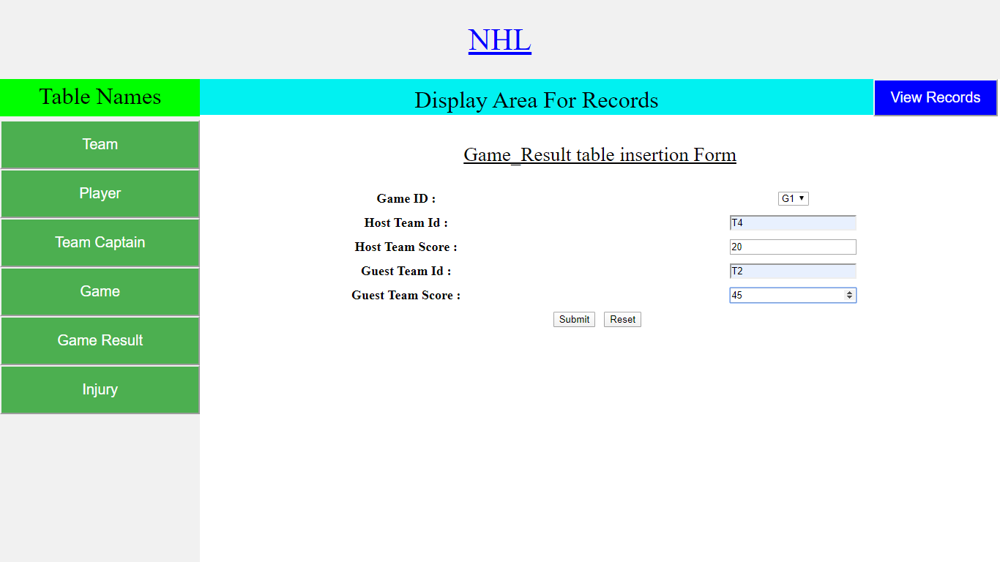 NHL
Table Names
Display Area For Records
View Records
Team
Player
Team Captain
Game
Game Result
Injury
Game_Result table insertion Form
Game ID : G1
Host Team Id : T4
Host Team Score : 20
Guest Team Id : T2
Guest Team Score : 45
Submit Reset